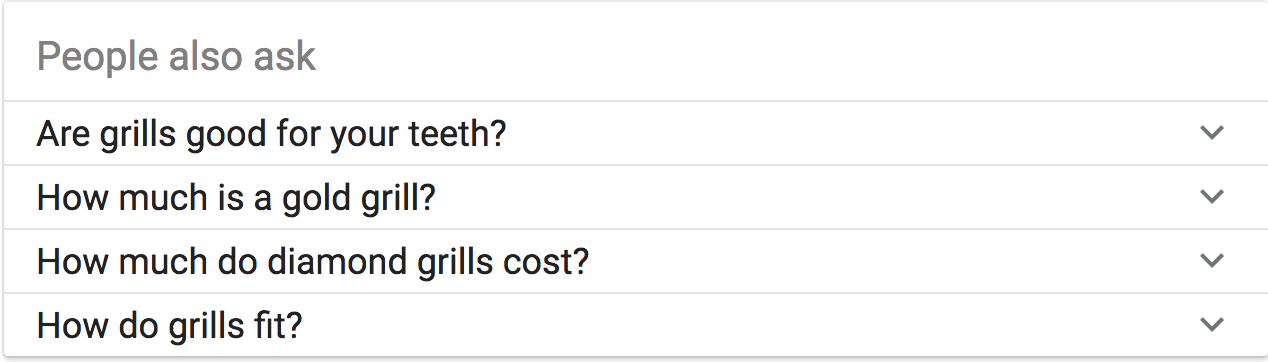 People also ask
Are grills good for your teeth?
How much is a gold grill?
How much do diamond grills cost?
How do grills fit?